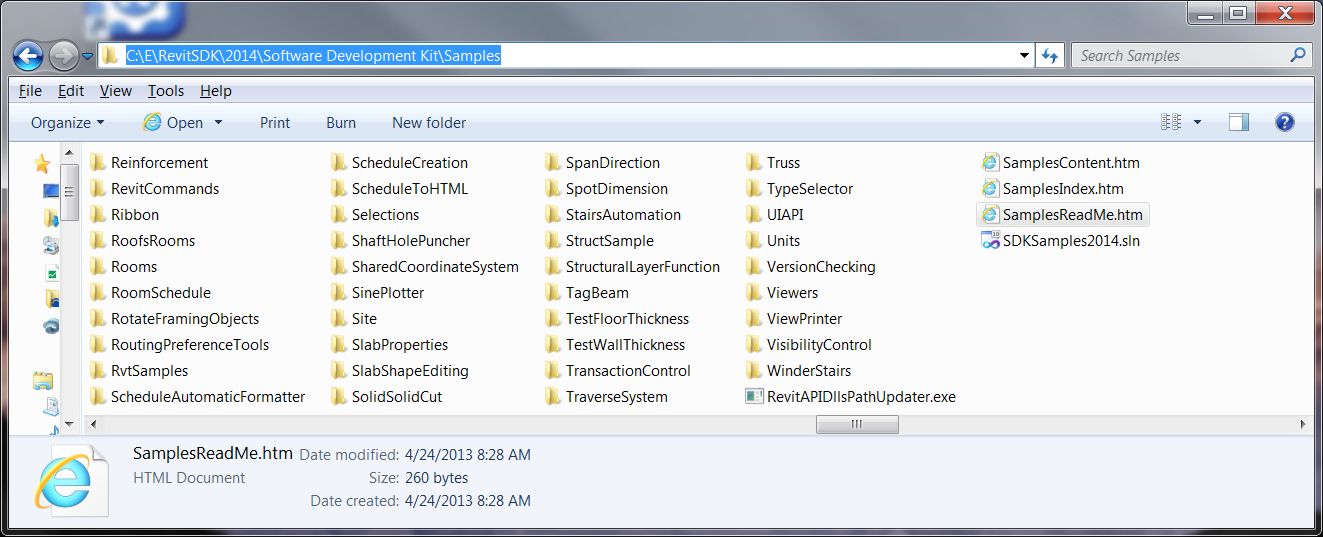 C:\E\RevitSDK\2014\Software Development Kit\Samples
Search Samples
File Edit View Tools Help
Organize Open Print Burn New folder
Reinforcement ScheduleCreation SpanDirection Truss SamplesContent.htm
RevitCommands ScheduleToHTML SpotDimension TypeSelector SamplesIndex.htm
Ribbon Selections StairsAutomation UIAPI SamplesReadMe.htm
RoofsRooms ShaftHolePuncher StructSample Units SDKSamples2014.sln
Rooms SharedCoordinateSystem StructuralLayerFunction VersionChecking
RoomSchedule SinePlotter TagBeam Viewers
RotateFramingObjects Site TestFloorThickness ViewPrinter
RoutingPreferenceTools SlabProperties TestWallThickness VisibilityControl
RvtSamples SlabShapeEditing TransactionControl WinderStairs
ScheduleAutomaticFormatter SolidSolidCut TraverseSystem RevitAPIDllsPathUpdater.exe
SamplesReadMe.htm Date modified: 4/24/2013 8:28 AM
HTML Document Size: 260 bytes
Date created: 4/24/2013 8:28 AM